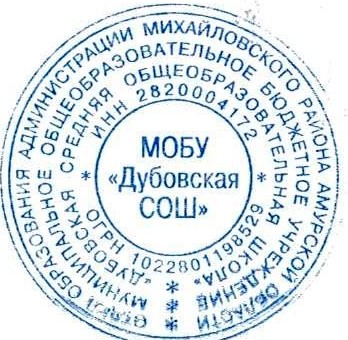 ОТДЕЛ ОБРАЗОВАНИЯ АДМИНИСТРАЦИИ МИХАЙЛОВСКОГО РАЙОНА АМУРСКОЙ ОБЛАСТИ
МУНИЦИПАЛЬНОЕ ОБЩЕОБРАЗОВАТЕЛЬНОЕ БЮДЖЕТНОЕ УЧРЕЖДЕНИЕ
«ДУБОВСКАЯ СРЕДНЯЯ ОБЩЕОБРАЗОВАТЕЛЬНАЯ ШКОЛА»
* ИНН 2820004172 *
ОГРН 1022801198529
МОБУ
«Дубовская
СОШ»